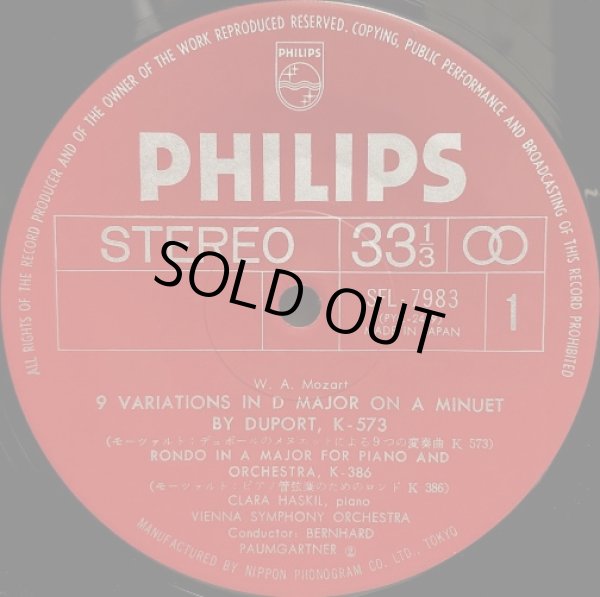 ALL RIGHTS OF THE RECORD PRODUCER AND OF THE OWNER OF THE WORK REPRODUCED RESERVED. COPYING, PUBLIC PERFORMANCE AND BROADCASTING OF THIS RECORD PROHIBITED
PHILIPS
PHILIPS
STEREO 33 1/3
SFL-7983
MADE IN JAPAN
1
SOLD OUT
W. A. Mozart
9 VARIATIONS IN D MAJOR ON A MINUET
BY DUPORT, K-573
(モーツァルト:デュポールのメヌエットによる9つの変奏曲 K 573)
RONDO IN A MAJOR FOR PIANO AND
ORCHESTRA, K-386
(モーツァルト:ピアノ管弦楽のためのロンド K 386)
CLARA HASKIL, piano
VIENNA SYMPHONY ORCHESTRA
Conductor: BERNHARD
PAUMGARTNER Ⓟ
MANUFACTURED BY NIPPON PHONOGRAM CO. LTD., TOKYO